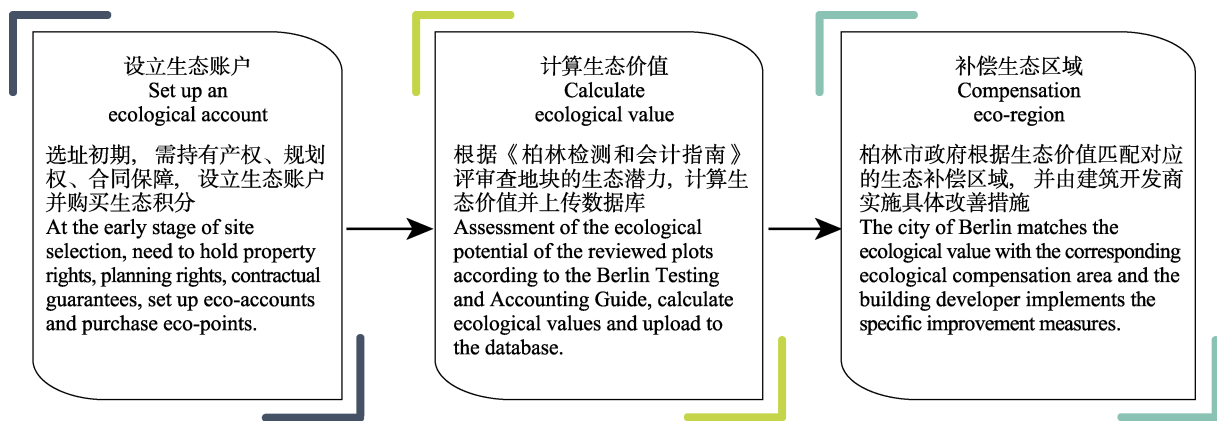 设立生态账户
Set up an
ecological account
选址初期，需持有产权、规划
权、合同保障，设立生态账户
并购买生态积分
At the early stage of site
selection, need to hold property
rights, planning rights, contractual
guarantees, set up eco-accounts
and purchase eco-points.
计算生态价值
Calculate
ecological value
根据《柏林检测和会计指南》
评审查地块的生态潜力，计算生
态价值并上传数据库
Assessment of the ecological
potential of the reviewed plots
according to the Berlin Testing
and Accounting Guide, calculate
ecological values and upload to
the database.
补偿生态区域
Compensation
eco-region
柏林市政府根据生态价值匹配对应
的生态补偿区域，并由建筑开发商
实施具体改善措施
The city of Berlin matches the
ecological value with the corresponding
ecological compensation area and the
building developer implements the
specific improvement measures.